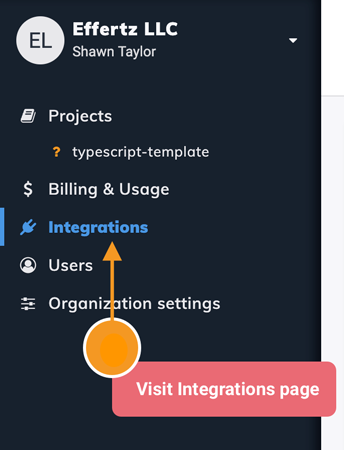 EL
Effertz LLC
Shawn Taylor
Projects
? typescript-template
$ Billing & Usage
Integrations
Users
Organization settings
Visit Integrations page